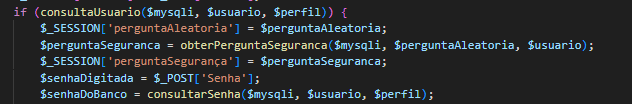 if (consultaUsuario($mysqli, $usuario, $perfil)) {
$_SESSION['perguntaAleatoria'] = $perguntaAleatoria;
$perguntaSeguranca = obterPerguntaSeguranca($mysqli, $perguntaAleatoria, $usuario);
$_SESSION['perguntaSegurança'] = $perguntaSeguranca;
$senhaDigitada = $_POST['Senha'];
$senhaDoBanco = consultarSenha($mysqli, $usuario, $perfil);